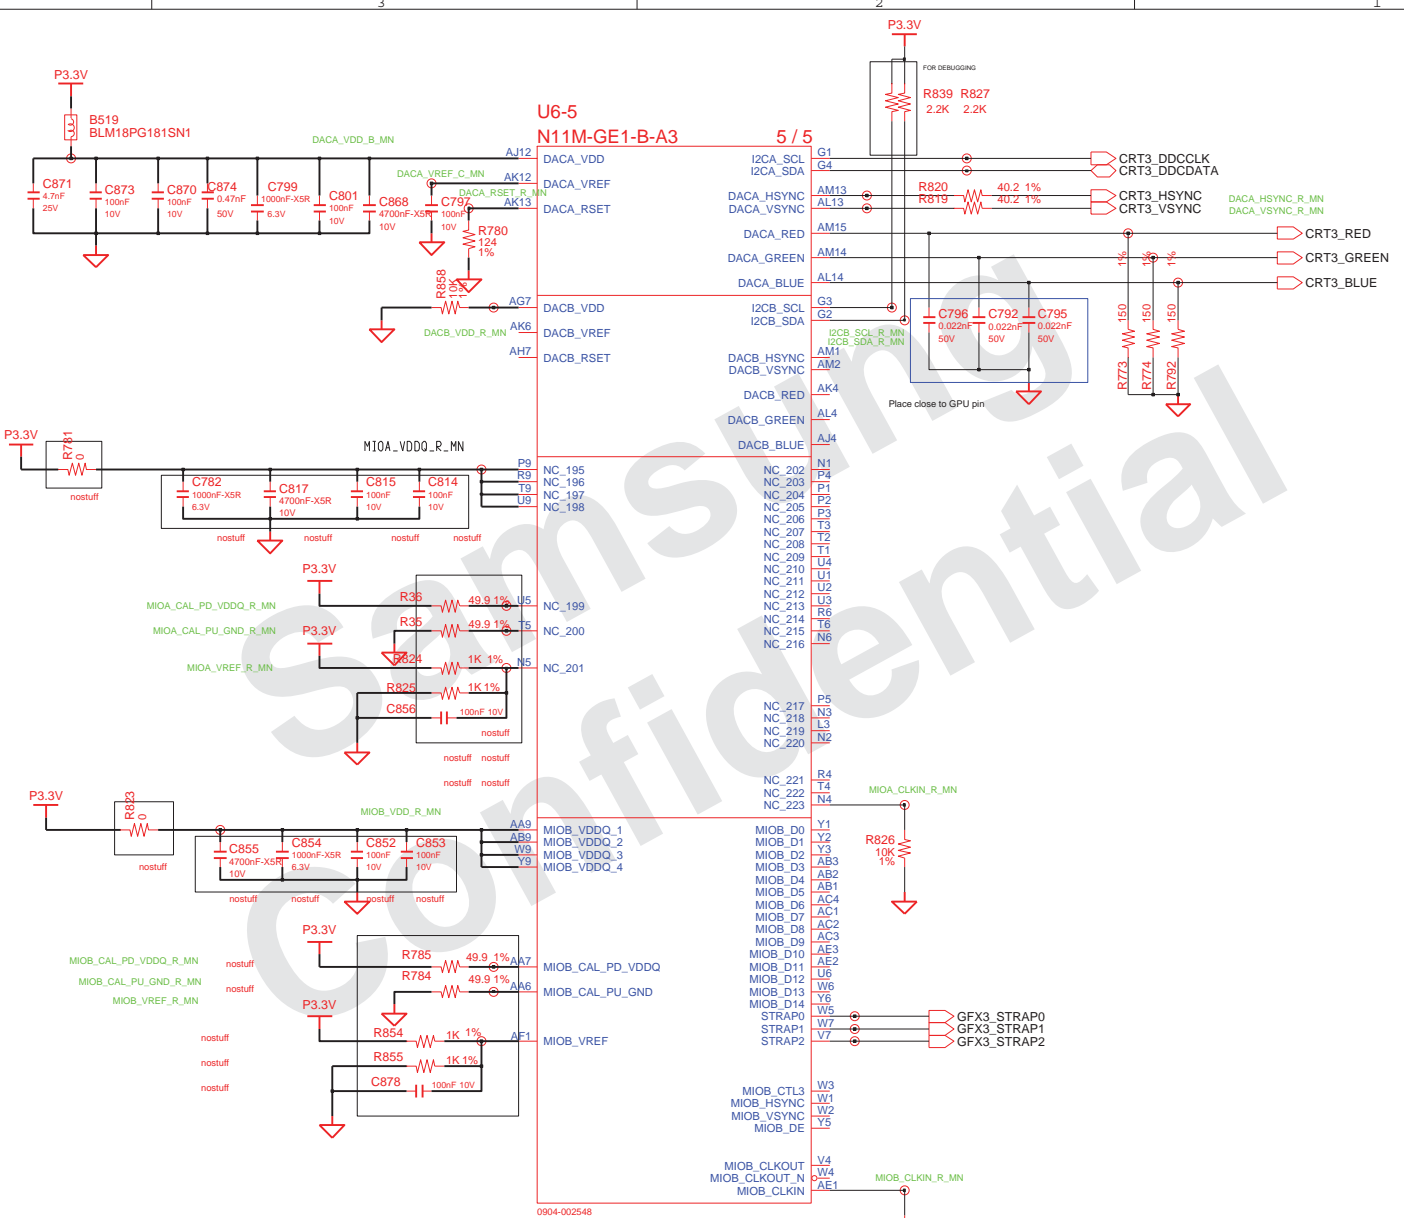 3 2 1
P3.3V
FOR DEBUGGING
R839 R827
2.2K 2.2K
P3.3V
B519
BLM18PG181SN1
DACA_VDD_B_MN
U6-5
N11M-GE1-B-A3 5 / 5
C871
4.7nF
25V
C873
100nF
10V
C870
100nF
10V
C874
0.47nF
50V
C799
1000nF-X5R
6.3V
C801
100nF
10V
C868
4700nF-X5R
10V
DACA_VREF_C_MN
C797
100nF
10V
DACA_RSET_R_MN
R780
124
1%
R858
10K
1%
DACB_VDD_R_MN
AJ12 DACA_VDD
AK12 DACA_VREF
AK13 DACA_RSET
AG7 DACB_VDD
AK6 DACB_VREF
AH7 DACB_RSET
I2CA_SCL G1 CRT3_DDCCLK
I2CA_SDA G4 CRT3_DDCDATA
DACA_HSYNC AM13 R820 40.2 1% CRT3_HSYNC DACA_HSYNC_R_MN
DACA_VSYNC AL13 R819 40.2 1% CRT3_VSYNC DACA_VSYNC_R_MN
DACA_RED AM15 CRT3_RED
DACA_GREEN AM14 CRT3_GREEN
DACA_BLUE AL14 CRT3_BLUE
I2CB_SCL G3
I2CB_SDA G2
I2CB_SCL_R_MN
I2CB_SDA_R_MN
C796
0.022nF
50V
C792
0.022nF
50V
C795
0.022nF
50V
Place close to GPU pin
1% 1% 1%
150 150 150
R773 R774 R792
DACB_HSYNC AM1
DACB_VSYNC AM2
DACB_RED AK4
DACB_GREEN AL4
DACB_BLUE AJ4
P3.3V
R781
0
nostuff
MIOA_VDDQ_R_MN
C782
1000nF-X5R
6.3V
C817
4700nF-X5R
10V
C815
100nF
10V
C814
100nF
10V
nostuff nostuff nostuff nostuff
P9 NC_195
R9 NC_196
T9 NC_197
U9 NC_198
NC_202 N1
NC_203 P4
NC_204 P1
NC_205 P2
NC_206 P3
NC_207 T3
NC_208 T2
NC_209 T1
NC_210 U4
NC_211 U1
NC_212 U2
NC_213 U3
NC_214 R6
NC_215 T6
NC_216 N6
P3.3V
MIOA_CAL_PD_VDDQ_R_MN
R36 49.9 1% U5 NC_199
MIOA_CAL_PU_GND_R_MN
P3.3V
R35 49.9 1% T5 NC_200
MIOA_VREF_R_MN
R824 1K 1% N5 NC_201
R825 1K 1%
C856 100nF 10V
nostuff
nostuff nostuff
nostuff nostuff
NC_217 P5
NC_218 N3
NC_219 L3
NC_220 N2
NC_221 R4
NC_222 T4
NC_223 N4
MIOA_CLKIN_R_MN
R826
10K
1%
P3.3V
R823
0
nostuff
MIOB_VDD_R_MN
C855
4700nF-X5R
10V
C854
1000nF-X5R
6.3V
C852
100nF
10V
C853
100nF
10V
nostuff nostuff nostuff nostuff
AA9 MIOB_VDDQ_1
AB9 MIOB_VDDQ_2
W9 MIOB_VDDQ_3
Y9 MIOB_VDDQ_4
MIOB_D0 Y1
MIOB_D1 Y2
MIOB_D2 Y3
MIOB_D3 AB3
MIOB_D4 AB2
MIOB_D5 AB1
MIOB_D6 AC4
MIOB_D7 AC1
MIOB_D8 AC2
MIOB_D9 AC3
MIOB_D10 AE3
MIOB_D11 AE2
MIOB_D12 U6
MIOB_D13 W6
MIOB_D14 Y6
STRAP0 W5 GFX3_STRAP0
STRAP1 W7 GFX3_STRAP1
STRAP2 V7 GFX3_STRAP2
P3.3V
MIOB_CAL_PD_VDDQ_R_MN nostuff
R785 49.9 1% AA7 MIOB_CAL_PD_VDDQ
MIOB_CAL_PU_GND_R_MN nostuff
R784 49.9 1% AA6 MIOB_CAL_PU_GND
MIOB_VREF_R_MN
P3.3V
nostuff R854 1K 1% AF1 MIOB_VREF
nostuff R855 1K 1%
nostuff C878 100nF 10V
MIOB_CTL3 W3
MIOB_HSYNC W1
MIOB_VSYNC W2
MIOB_DE Y5
MIOB_CLKOUT V4
MIOB_CLKOUT_N W4
MIOB_CLKIN AE1
MIOB_CLKIN_R_MN
0904-002548
Samsung
Confidential